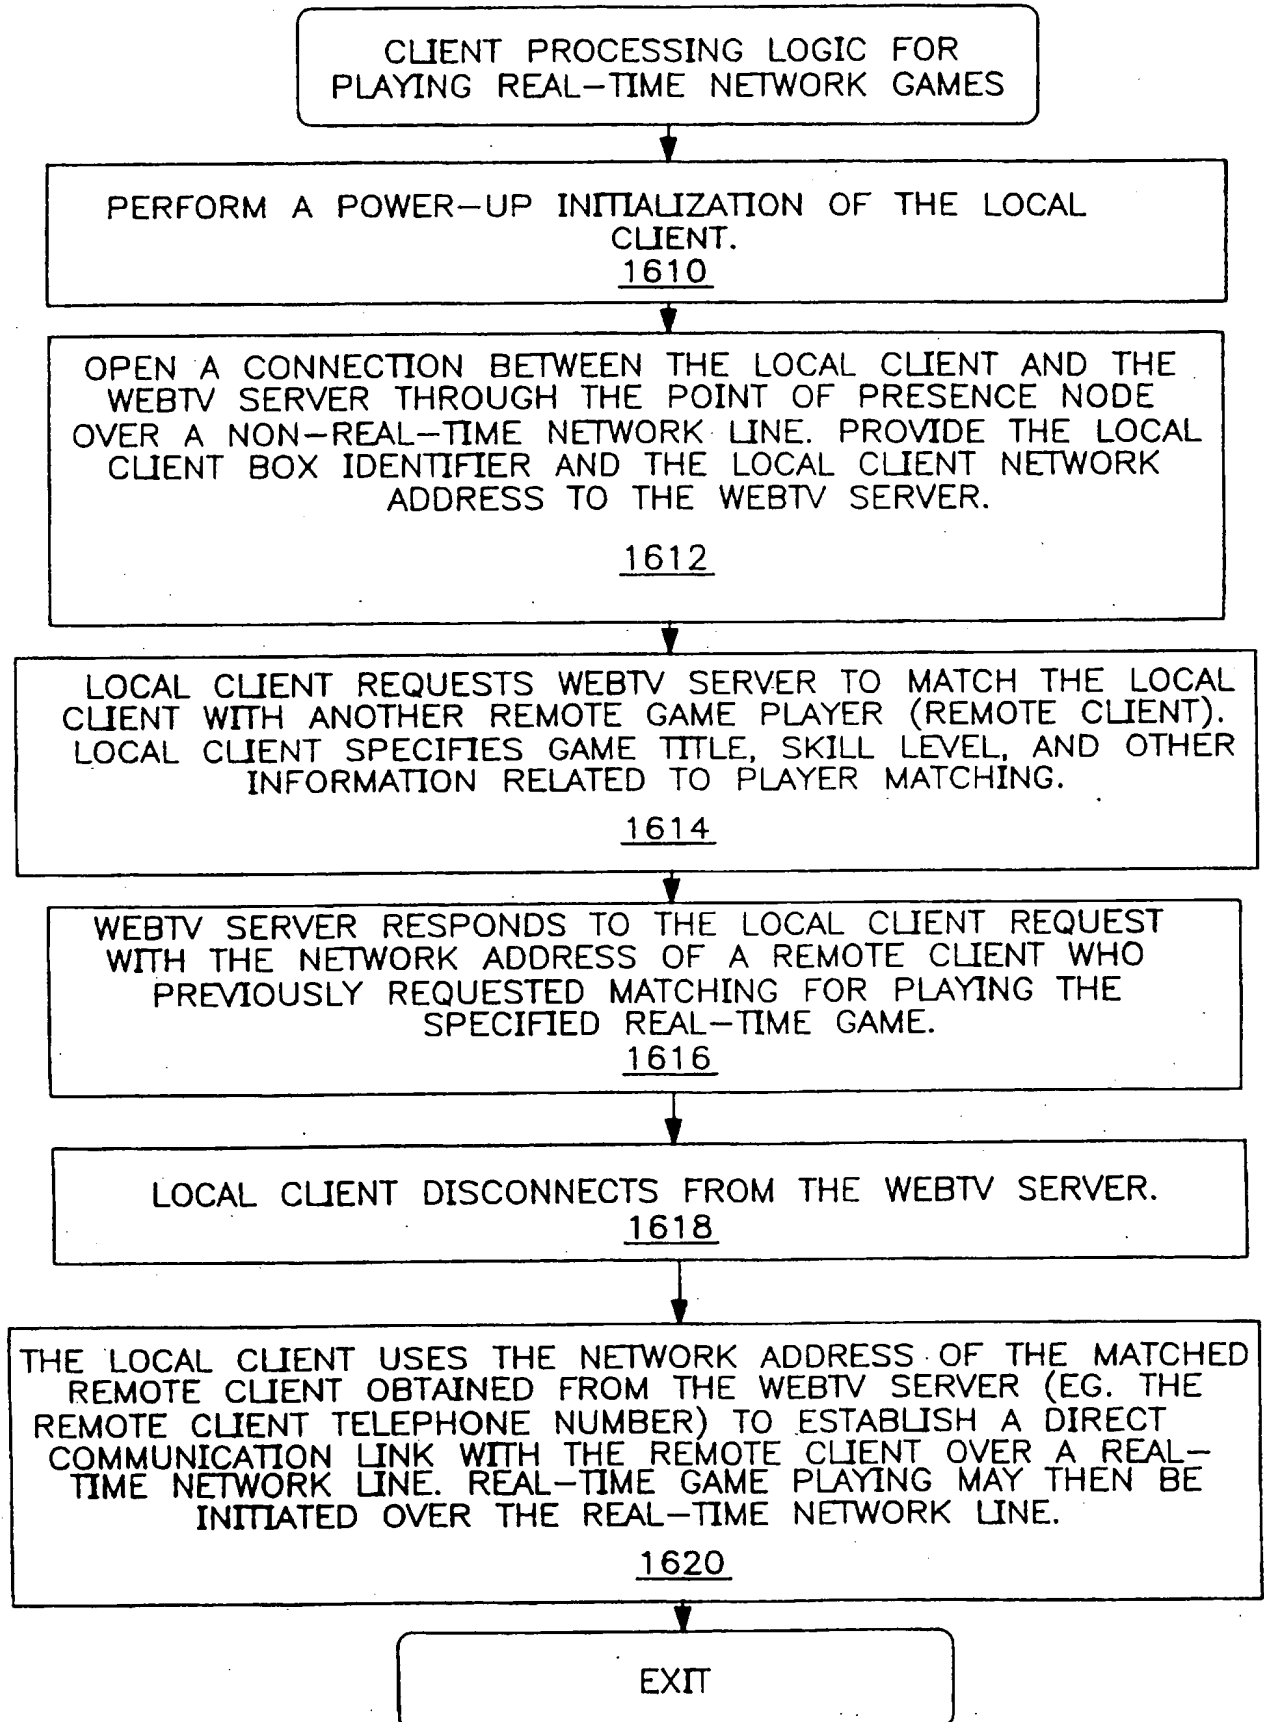 CLIENT PROCESSING LOGIC FOR
PLAYING REAL-TIME NETWORK GAMES
PERFORM A POWER-UP INITIALIZATION OF THE LOCAL
CLIENT.
1610
OPEN A CONNECTION BETWEEN THE LOCAL CLIENT AND THE
WEBTV SERVER THROUGH THE POINT OF PRESENCE NODE
OVER A NON-REAL-TIME NETWORK LINE. PROVIDE THE LOCAL
CLIENT BOX IDENTIFIER AND THE LOCAL CLIENT NETWORK
ADDRESS TO THE WEBTV SERVER.
1612
LOCAL CLIENT REQUESTS WEBTV SERVER TO MATCH THE LOCAL
CLIENT WITH ANOTHER REMOTE GAME PLAYER (REMOTE CLIENT).
LOCAL CLIENT SPECIFIES GAME TITLE, SKILL LEVEL, AND OTHER
INFORMATION RELATED TO PLAYER MATCHING.
1614
WEBTV SERVER RESPONDS TO THE LOCAL CLIENT REQUEST
WITH THE NETWORK ADDRESS OF A REMOTE CLIENT WHO
PREVIOUSLY REQUESTED MATCHING FOR PLAYING THE
SPECIFIED REAL-TIME GAME.
1616
LOCAL CLIENT DISCONNECTS FROM THE WEBTV SERVER.
1618
THE LOCAL CLIENT USES THE NETWORK ADDRESS OF THE MATCHED
REMOTE CLIENT OBTAINED FROM THE WEBTV SERVER (EG. THE
REMOTE CLIENT TELEPHONE NUMBER) TO ESTABLISH A DIRECT
COMMUNICATION LINK WITH THE REMOTE CLIENT OVER A REAL-
TIME NETWORK LINE. REAL-TIME GAME PLAYING MAY THEN BE
INITIATED OVER THE REAL-TIME NETWORK LINE.
1620
EXIT